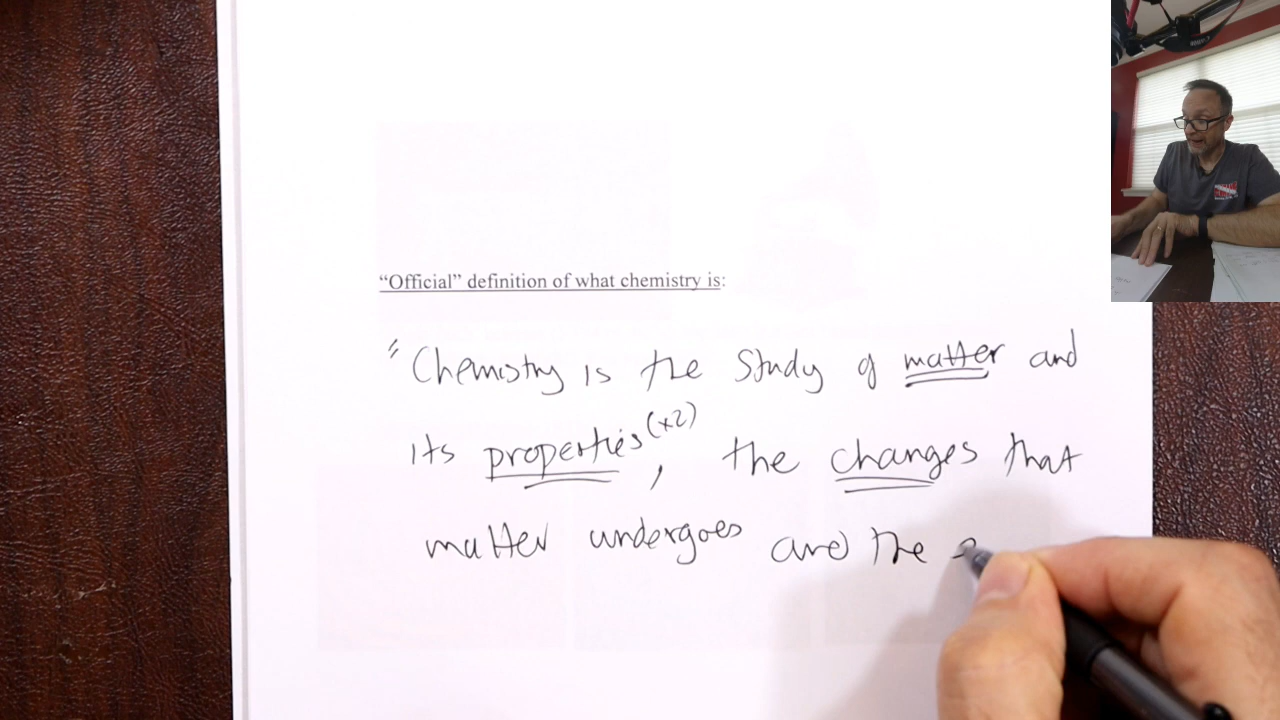 “Official” definition of what chemistry is:
" Chemistry is the study of matter and
its properties (x2) , the changes that
matter undergoes and the